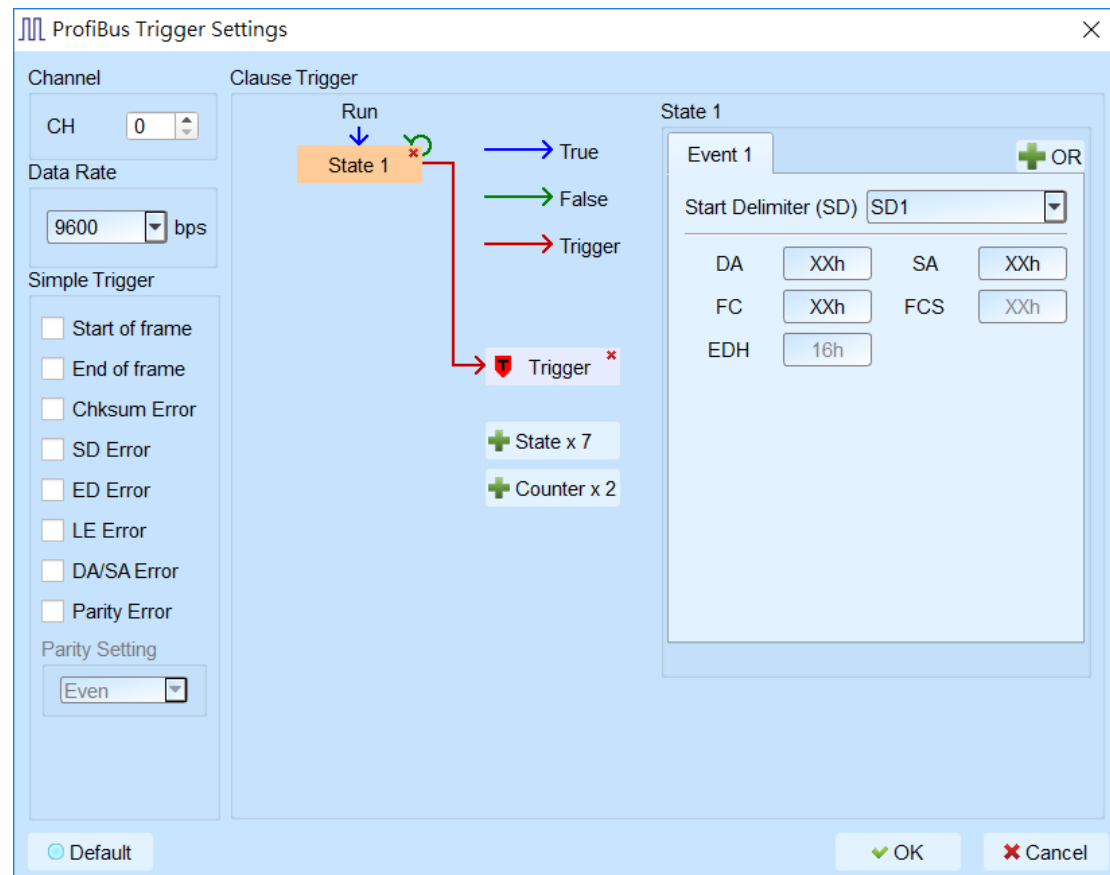 ProfiBus Trigger Settings
Channel
CH 0
Data Rate
9600 bps
Simple Trigger
Start of frame
End of frame
Chksum Error
SD Error
ED Error
LE Error
DA/SA Error
Parity Error
Parity Setting
Even
Clause Trigger
Run
State 1
True
False
Trigger
T Trigger
State x 7
Counter x 2
State 1
Event 1
OR
Start Delimiter (SD) SD1
DA XXh SA XXh
FC XXh FCS XXh
EDH 16h
Default
OK
Cancel